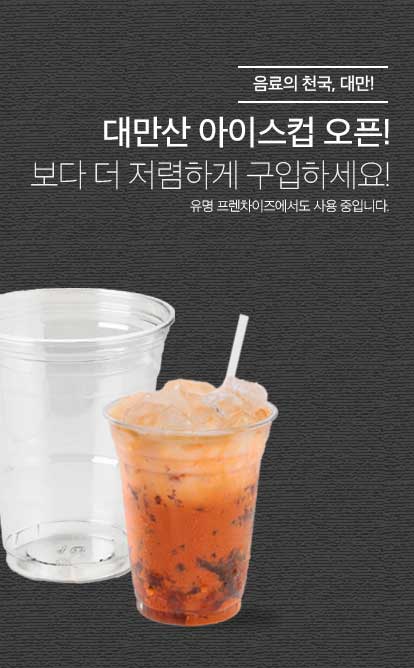 음료의 천국, 대만!
대만산 아이스컵 오픈!
보다 더 저렴하게 구입하세요!
유명 프렌차이즈에서도 사용 중입니다.